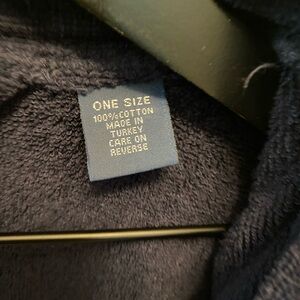 ONE SIZE
100%COTTON
MADE IN
TURKEY
CARE ON
REVERSE